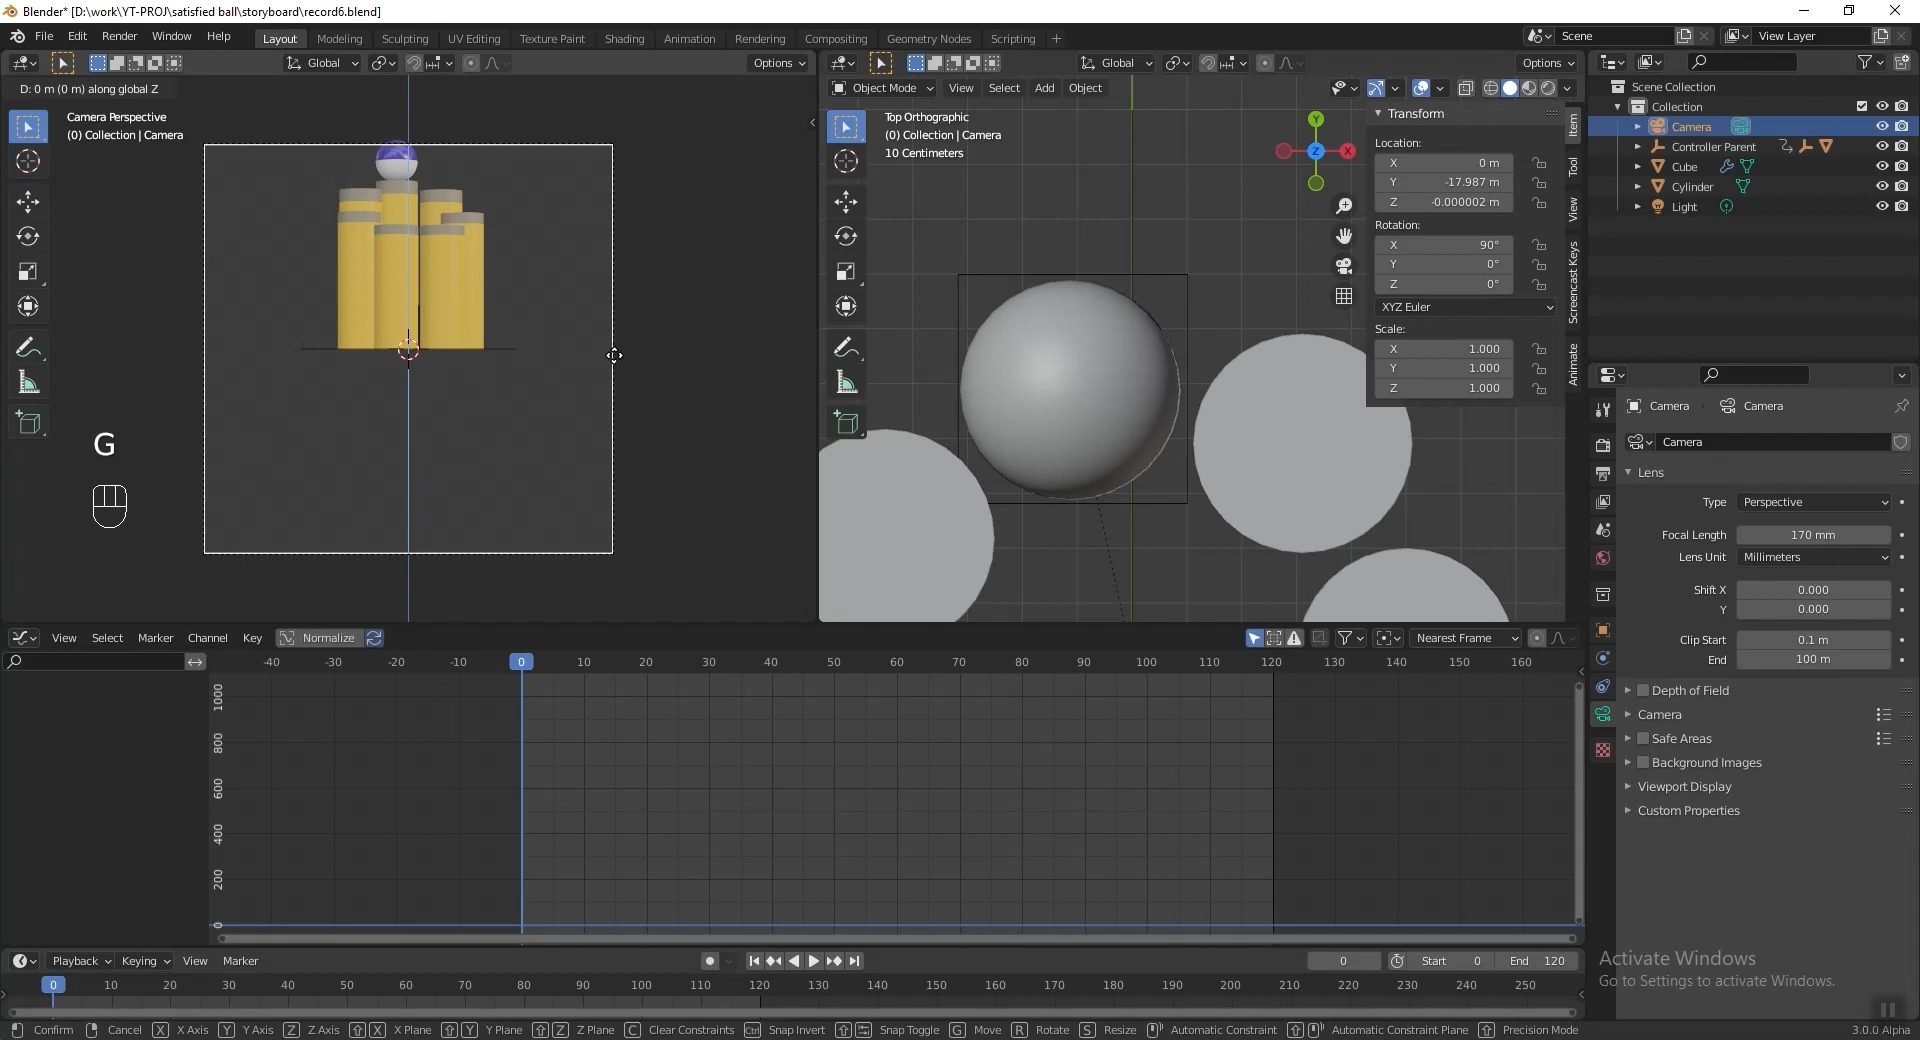 Blender* [D:\work\YT-PROJ\satisfied ball\storyboard\record6.blend]
File Edit Render Window Help
Layout Modeling Sculpting UV Editing Texture Paint Shading Animation Rendering Compositing Geometry Nodes Scripting +
Scene
View Layer
Global Options
Global Options
D: 0 m (0 m) along global Z
Object Mode View Select Add Object
Camera Perspective
(0) Collection | Camera
Top Orthographic
(0) Collection | Camera
10 Centimeters
Y
Z
X
Transform
Location:
X 0 m
Y -17.987 m
Z -0.000002 m
Rotation:
X 90°
Y 0°
Z 0°
XYZ Euler
Scale:
X 1.000
Y 1.000
Z 1.000
Item
Tool
View
Screencast Keys
Animate
Scene Collection
Collection
Camera
Controller Parent
Cube
Cylinder
Light
G
Camera Camera
Camera
Lens
Type Perspective
Focal Length 170 mm
Lens Unit Millimeters
Shift X 0.000
Y 0.000
Clip Start 0.1 m
End 100 m
Depth of Field
Camera
Safe Areas
Background Images
Viewport Display
Custom Properties
View Select Marker Channel Key Normalize Nearest Frame
-40 -30 -20 -10 0 10 20 30 40 50 60 70 80 90 100 110 120 130 140 150 160
1000
800
600
400
200
0
Playback Keying View Marker 0 Start 0 End 120
0 10 20 30 40 50 60 70 80 90 100 110 120 130 140 150 160 170 180 190 200 210 220 230 240 250
Activate Windows
Go to Settings to activate Windows.
Confirm Cancel X X Axis Y Y Axis Z Z Axis X X Plane Y Y Plane Z Z Plane C Clear Constraints Ctrl Snap Invert Snap Toggle G Move R Rotate S Resize Automatic Constraint Automatic Constraint Plane Precision Mode 3.0.0 Alpha